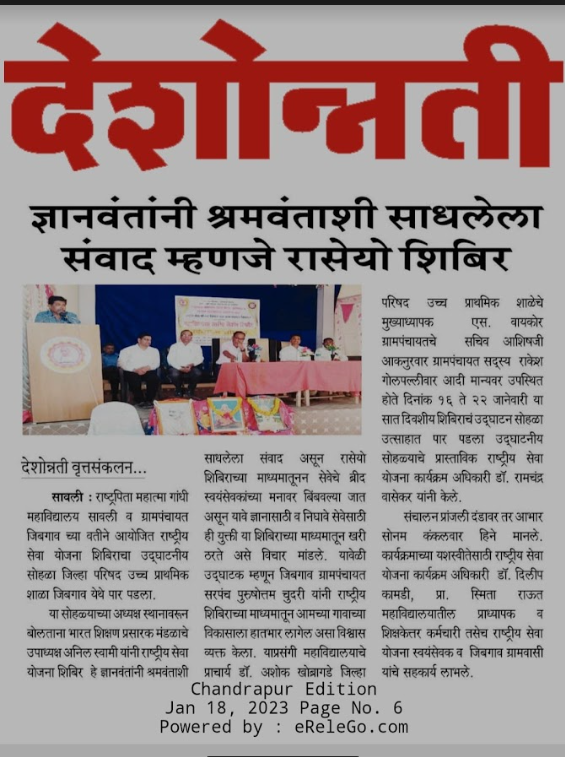 देशोन्नती
ज्ञानवंतांनी श्रमवंताशी साधलेला
संवाद म्हणजे रासेयो शिबिर
देशोन्नती वृत्तसंकलन...
सावली : राष्ट्रपिता महात्मा गांधी
महाविद्यालय सावली व ग्रामपंचायत
जिबगाव च्या वतीने आयोजित राष्ट्रीय
सेवा योजना शिबिराचा उद्घाटनीय
सोहळा जिल्हा परिषद उच्च प्राथमिक
शाळा जिबगाव येथे पार पडला.
या सोहळ्याच्या अध्यक्ष स्थानावरून
बोलताना भारत शिक्षण प्रसारक मंडळाचे
उपाध्यक्ष अनिल स्वामी यांनी राष्ट्रीय सेवा
योजना शिबिर हे ज्ञानवंतांनी श्रमवंताशी
साधलेला संवाद असून रासेयो
शिबिराच्या माध्यमातूनन सेवेचे ब्रीद
स्वयंसेवकांच्या मनावर बिंबवल्या जात
असून याये ज्ञानासाठी व निघावे सेवेसाठी
ही युक्ती या शिबिराच्या माध्यमातून खरी
ठरते असे विचार मांडले. यावेळी
उद्घाटक म्हणून जिबगाव ग्रामपंचायत
सरपंच पुरुषोत्तम चुदरी यांनी राष्ट्रीय
शिबिराच्या माध्यमातून आमच्या गावाच्या
विकासाला हातभार लागेल असा विश्वास
व्यक्त केला. याप्रसंगी महाविद्यालयाचे
प्राचार्य डॉ. अशोक खोब्रागडे जिल्हा
परिषद उच्च प्राथमिक शाळेचे
मुख्याध्यापक एस. वायकोर
ग्रामपंचायतचे सचिव आशिषजी
आकनुरवार ग्रामपंचायत सदस्य राकेश
गोलपल्लीवार आदी मान्यवर उपस्थित
होते दिनांक १६ ते २२ जानेवारी या
सात दिवशीय शिबिराचं उद्घाटन सोहळा
उत्साहात पार पडला उद्घाटनीय
सोहळ्याचे प्रास्ताविक राष्ट्रीय सेवा
योजना कार्यक्रम अधिकारी डॉ. रामचंद्र
वासेकर यांनी केले.
संचालन प्रांजली दंडावर तर आभार
सोनम कंकलवार हिने मानले.
कार्यक्रमाच्या यशस्वीतेसाठी राष्ट्रीय सेवा
योजना कार्यक्रम अधिकारी डॉ. दिलीप
कामडी, प्रा. स्मिता राऊत
महाविद्यालयातील प्राध्यापक व
शिक्षकेत्तर कर्मचारी तसेच राष्ट्रीय सेवा
योजना स्वयंसेवक व जिबगाव ग्रामवासी
यांचे सहकार्य लाभले.
Chandrapur Edition
Jan 18, 2023 Page No. 6
Powered by : eReleGo.com